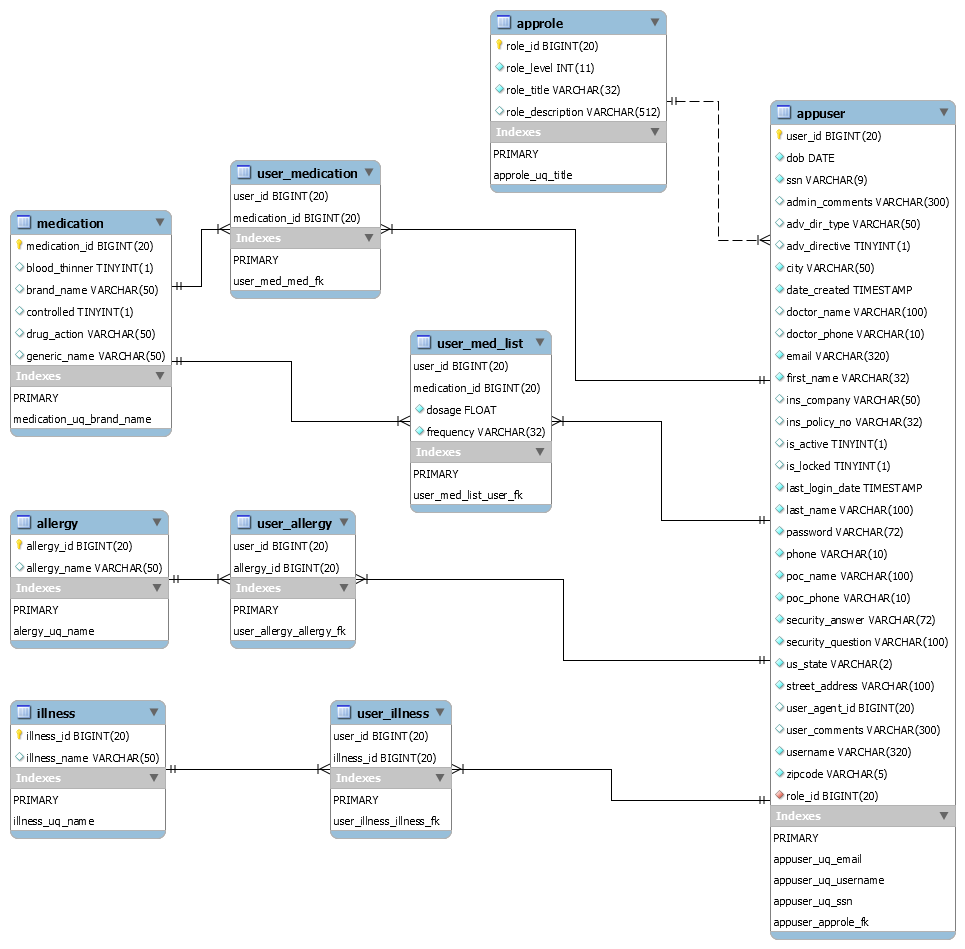 approle
role_id BIGINT(20)
role_level INT(11)
role_title VARCHAR(32)
role_description VARCHAR(512)
Indexes
PRIMARY
approle_uq_title
appuser
user_id BIGINT(20)
dob DATE
ssn VARCHAR(9)
admin_comments VARCHAR(300)
adv_dir_type VARCHAR(50)
adv_directive TINYINT(1)
city VARCHAR(50)
date_created TIMESTAMP
doctor_name VARCHAR(100)
doctor_phone VARCHAR(10)
email VARCHAR(320)
first_name VARCHAR(32)
ins_company VARCHAR(50)
ins_policy_no VARCHAR(32)
is_active TINYINT(1)
is_locked TINYINT(1)
last_login_date TIMESTAMP
last_name VARCHAR(100)
password VARCHAR(72)
phone VARCHAR(10)
poc_name VARCHAR(100)
poc_phone VARCHAR(10)
security_answer VARCHAR(72)
security_question VARCHAR(100)
us_state VARCHAR(2)
street_address VARCHAR(100)
user_agent_id BIGINT(20)
user_comments VARCHAR(300)
username VARCHAR(320)
zipcode VARCHAR(5)
role_id BIGINT(20)
Indexes
PRIMARY
appuser_uq_email
appuser_uq_username
appuser_uq_ssn
appuser_approle_fk
user_medication
user_id BIGINT(20)
medication_id BIGINT(20)
Indexes
PRIMARY
user_med_med_fk
medication
medication_id BIGINT(20)
blood_thinner TINYINT(1)
brand_name VARCHAR(50)
controlled TINYINT(1)
drug_action VARCHAR(50)
generic_name VARCHAR(50)
Indexes
PRIMARY
medication_uq_brand_name
user_med_list
user_id BIGINT(20)
medication_id BIGINT(20)
dosage FLOAT
frequency VARCHAR(32)
Indexes
PRIMARY
user_med_list_user_fk
allergy
allergy_id BIGINT(20)
allergy_name VARCHAR(50)
Indexes
PRIMARY
alergy_uq_name
user_allergy
user_id BIGINT(20)
allergy_id BIGINT(20)
Indexes
PRIMARY
user_allergy_allergy_fk
illness
illness_id BIGINT(20)
illness_name VARCHAR(50)
Indexes
PRIMARY
illness_uq_name
user_illness
user_id BIGINT(20)
illness_id BIGINT(20)
Indexes
PRIMARY
user_illness_illness_fk